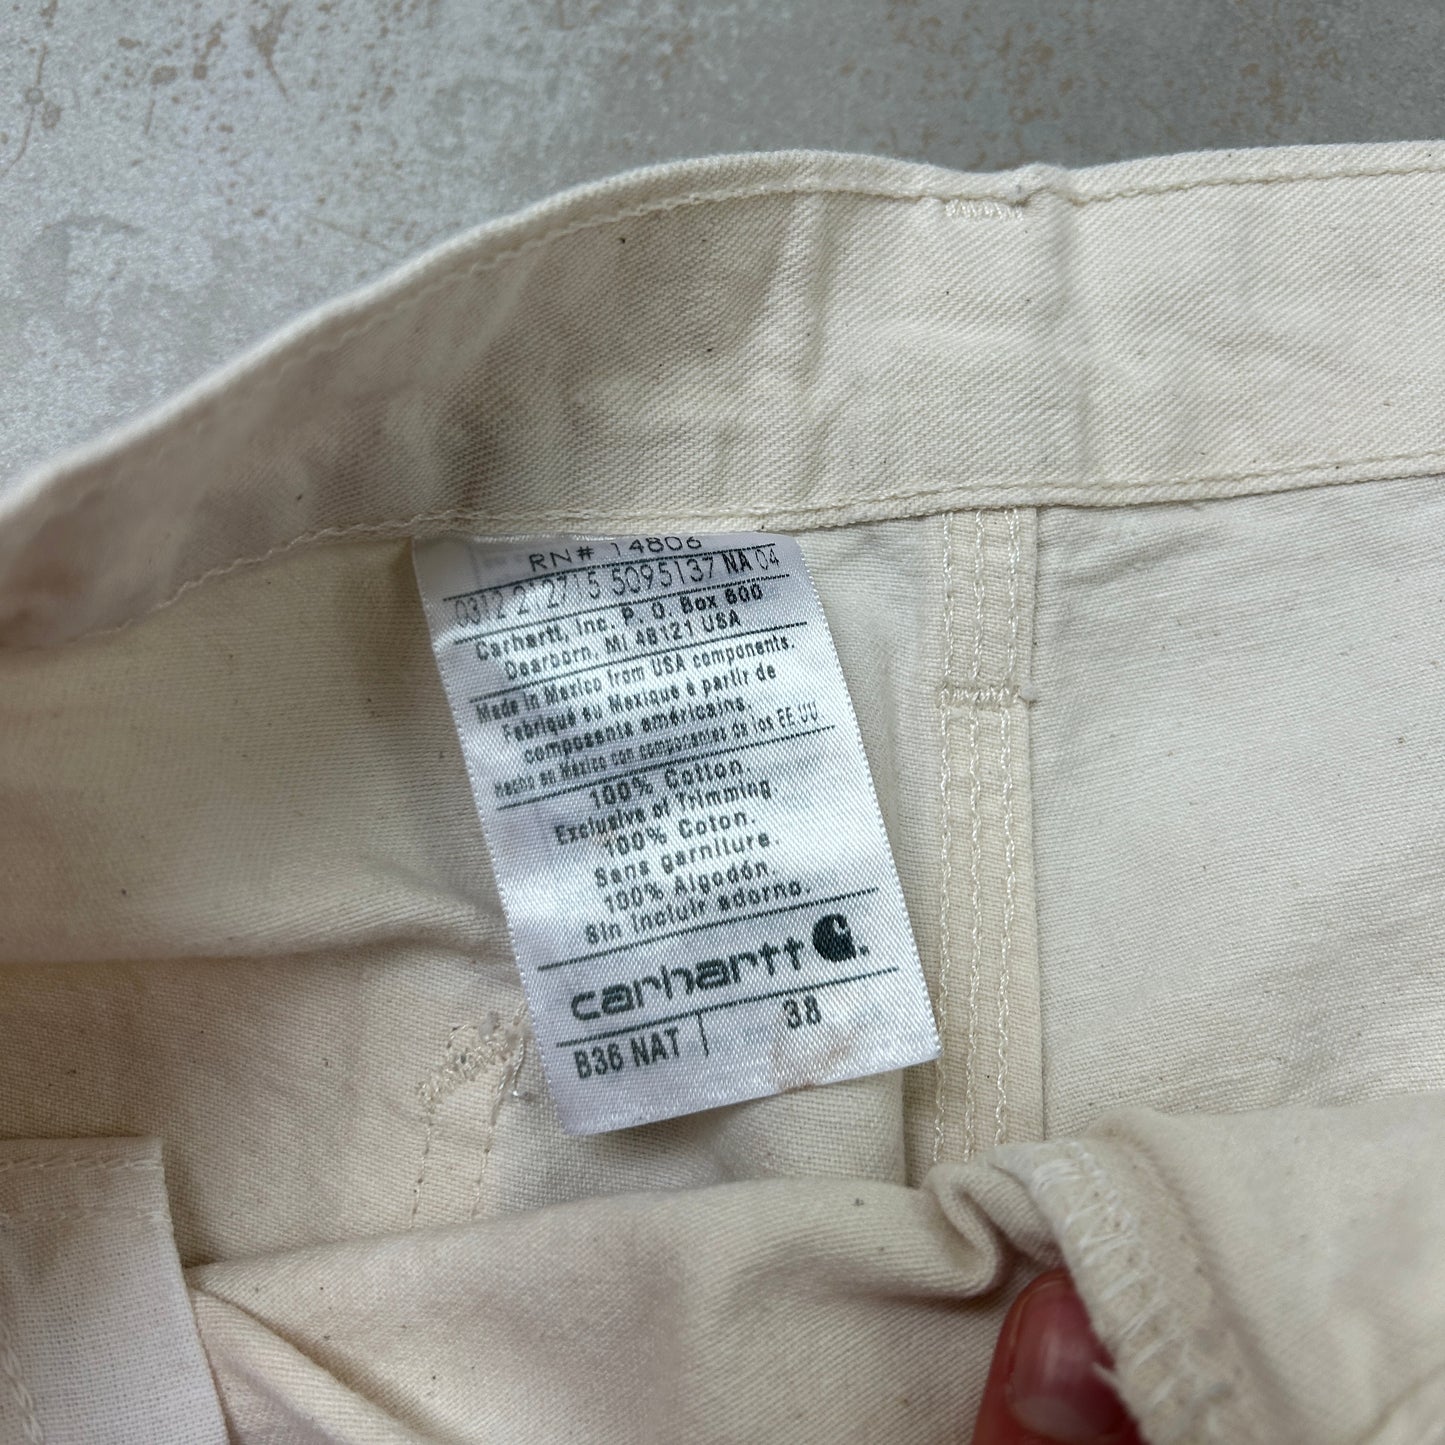 RN# 14806
0312 212715 5095137 NA 04
Carhartt, Inc. P. O. Box 600
Dearborn, MI 48121 USA
Made in Mexico from USA components.
Fabriqué au Mexique à partir de
composants américains.
Hecho en México con componentes de los EE UU
100% Cotton.
Exclusive of Trimming.
100% Coton.
Sans garniture.
100% Algodón.
Sin incluir adorno.
carhartt
B36 NAT 38